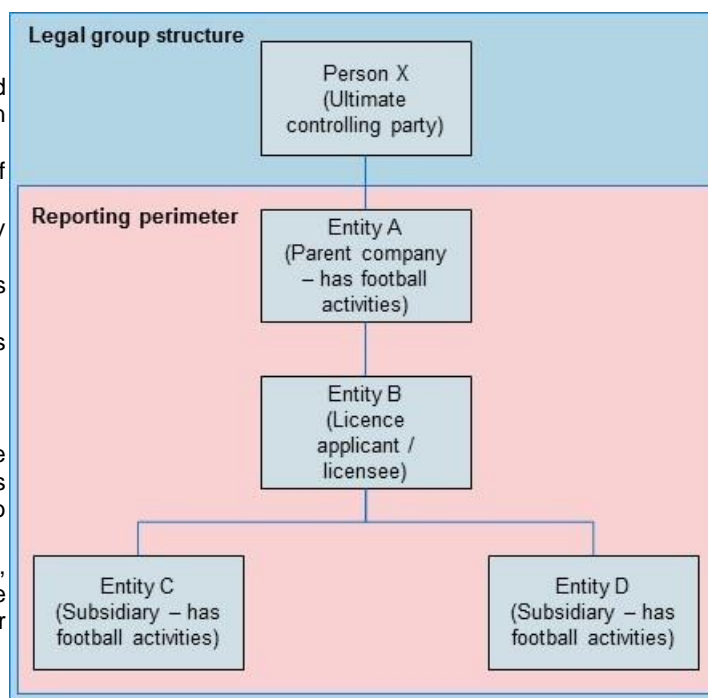 Legal group structure
Person X
(Ultimate
controlling party)
Reporting perimeter
Entity A
(Parent company
– has football
activities)
Entity B
(Licence
applicant /
licensee)
Entity C
(Subsidiary – has
football activities)
Entity D
(Subsidiary – has
football activities)